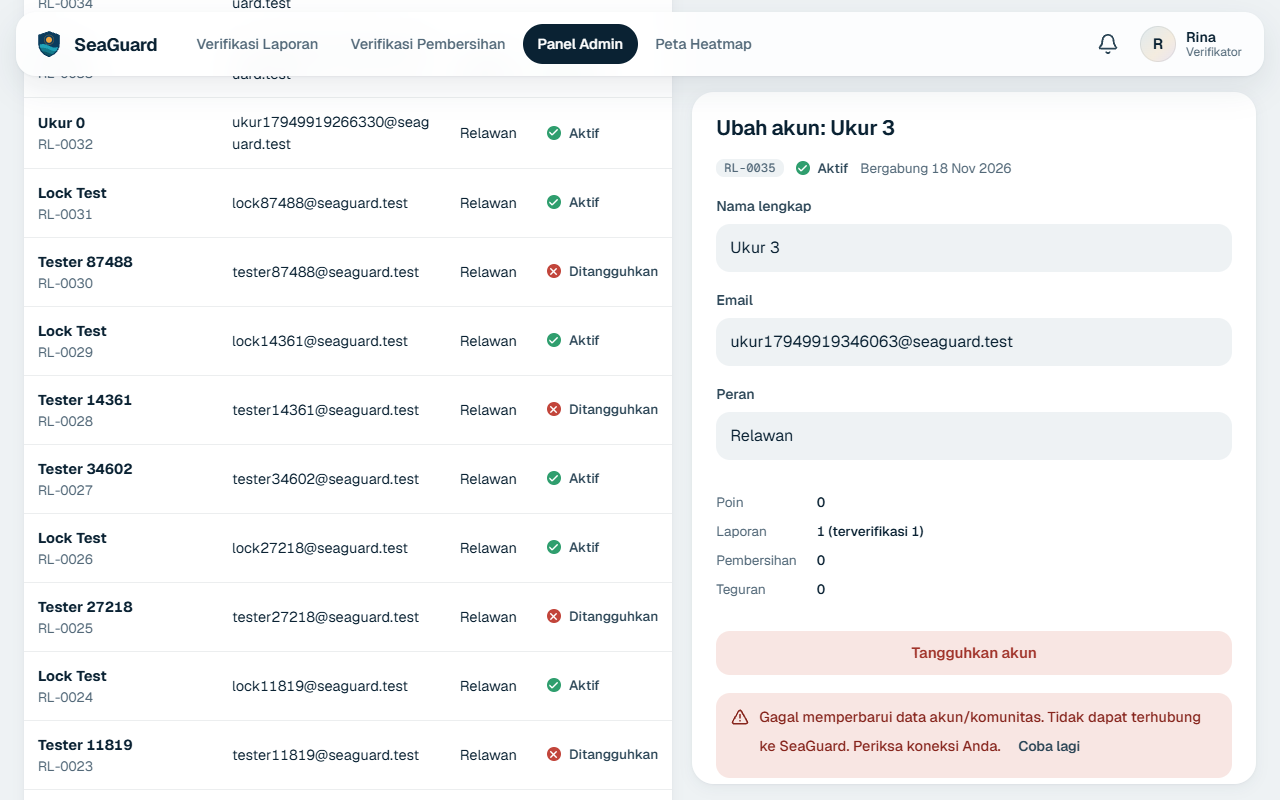 RL-0034
uard.test
SeaGuard
Verifikasi Laporan
Verifikasi Pembersihan
Panel Admin
Peta Heatmap
R
Rina
Verifikator
uard.test
Ukur 0
RL-0032
ukur17949919266330@seag
uard.test
Relawan
Aktif
Lock Test
RL-0031
lock87488@seaguard.test
Relawan
Aktif
Tester 87488
RL-0030
tester87488@seaguard.test
Relawan
Ditangguhkan
Lock Test
RL-0029
lock14361@seaguard.test
Relawan
Aktif
Tester 14361
RL-0028
tester14361@seaguard.test
Relawan
Ditangguhkan
Tester 34602
RL-0027
tester34602@seaguard.test
Relawan
Aktif
Lock Test
RL-0026
lock27218@seaguard.test
Relawan
Aktif
Tester 27218
RL-0025
tester27218@seaguard.test
Relawan
Ditangguhkan
Lock Test
RL-0024
lock11819@seaguard.test
Relawan
Aktif
Tester 11819
RL-0023
tester11819@seaguard.test
Relawan
Ditangguhkan
Ubah akun: Ukur 3
RL-0035
Aktif
Bergabung 18 Nov 2026
Nama lengkap
Ukur 3
Email
ukur17949919346063@seaguard.test
Peran
Relawan
Poin 0
Laporan 1 (terverifikasi 1)
Pembersihan 0
Teguran 0
Tangguhkan akun
Gagal memperbarui data akun/komunitas. Tidak dapat terhubung
ke SeaGuard. Periksa koneksi Anda. Coba lagi